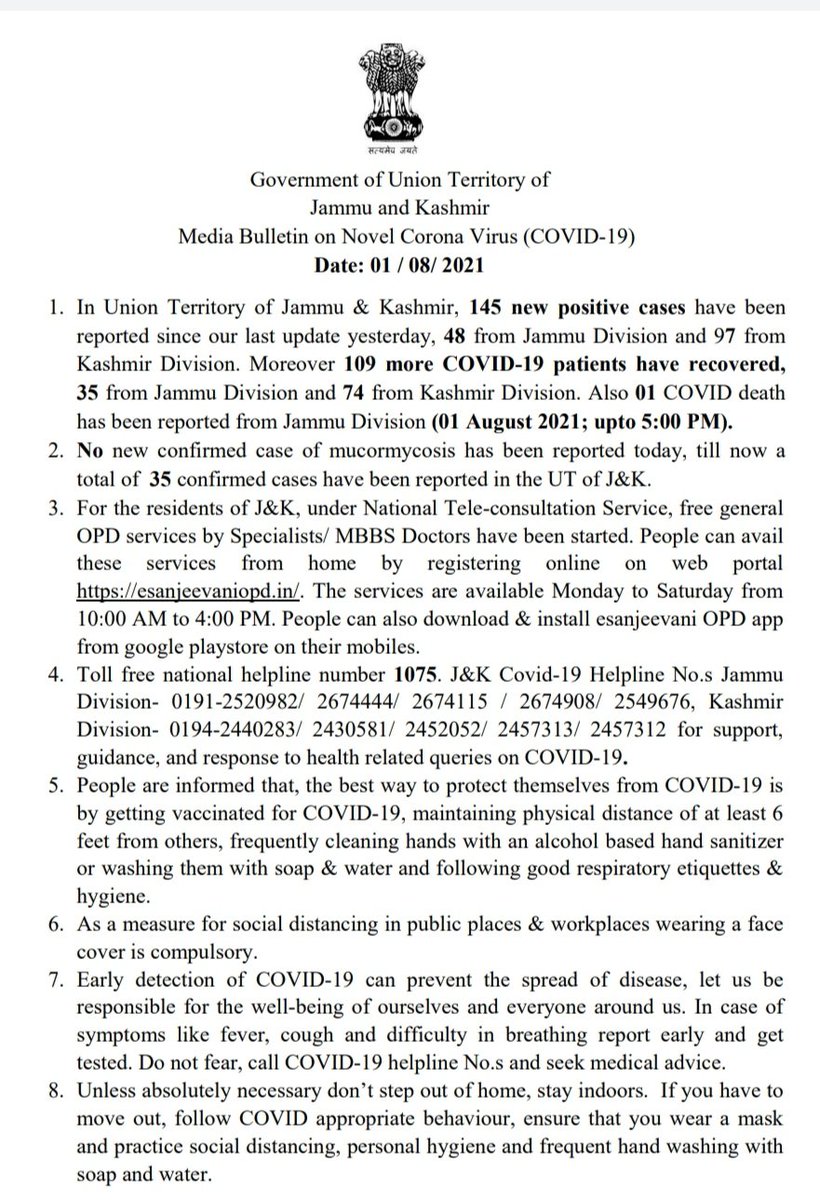 सत्यमेव जयते
Government of Union Territory of
Jammu and Kashmir
Media Bulletin on Novel Corona Virus (COVID-19)
Date: 01 / 08/ 2021
1. In Union Territory of Jammu & Kashmir, 145 new positive cases have been
reported since our last update yesterday, 48 from Jammu Division and 97 from
Kashmir Division. Moreover 109 more COVID-19 patients have recovered,
35 from Jammu Division and 74 from Kashmir Division. Also 01 COVID death
has been reported from Jammu Division (01 August 2021; upto 5:00 PM).
2. No new confirmed case of mucormycosis has been reported today, till now a
total of 35 confirmed cases have been reported in the UT of J&K.
3. For the residents of J&K, under National Tele-consultation Service, free general
OPD services by Specialists/ MBBS Doctors have been started. People can avail
these services from home by registering online on web portal
https://esanjeevaniopd.in/. The services are available Monday to Saturday from
10:00 AM to 4:00 PM. People can also download & install esanjeevani OPD app
from google playstore on their mobiles.
4. Toll free national helpline number 1075. J&K Covid-19 Helpline No.s Jammu
Division- 0191-2520982/ 2674444/ 2674115 / 2674908/ 2549676, Kashmir
Division- 0194-2440283/ 2430581/ 2452052/ 2457313/ 2457312 for support,
guidance, and response to health related queries on COVID-19.
5. People are informed that, the best way to protect themselves from COVID-19 is
by getting vaccinated for COVID-19, maintaining physical distance of at least 6
feet from others, frequently cleaning hands with an alcohol based hand sanitizer
or washing them with soap & water and following good respiratory etiquettes &
hygiene.
6. As a measure for social distancing in public places & workplaces wearing a face
cover is compulsory.
7. Early detection of COVID-19 can prevent the spread of disease, let us be
responsible for the well-being of ourselves and everyone around us. In case of
symptoms like fever, cough and difficulty in breathing report early and get
tested. Do not fear, call COVID-19 helpline No.s and seek medical advice.
8. Unless absolutely necessary don’t step out of home, stay indoors. If you have to
move out, follow COVID appropriate behaviour, ensure that you wear a mask
and practice social distancing, personal hygiene and frequent hand washing with
soap and water.